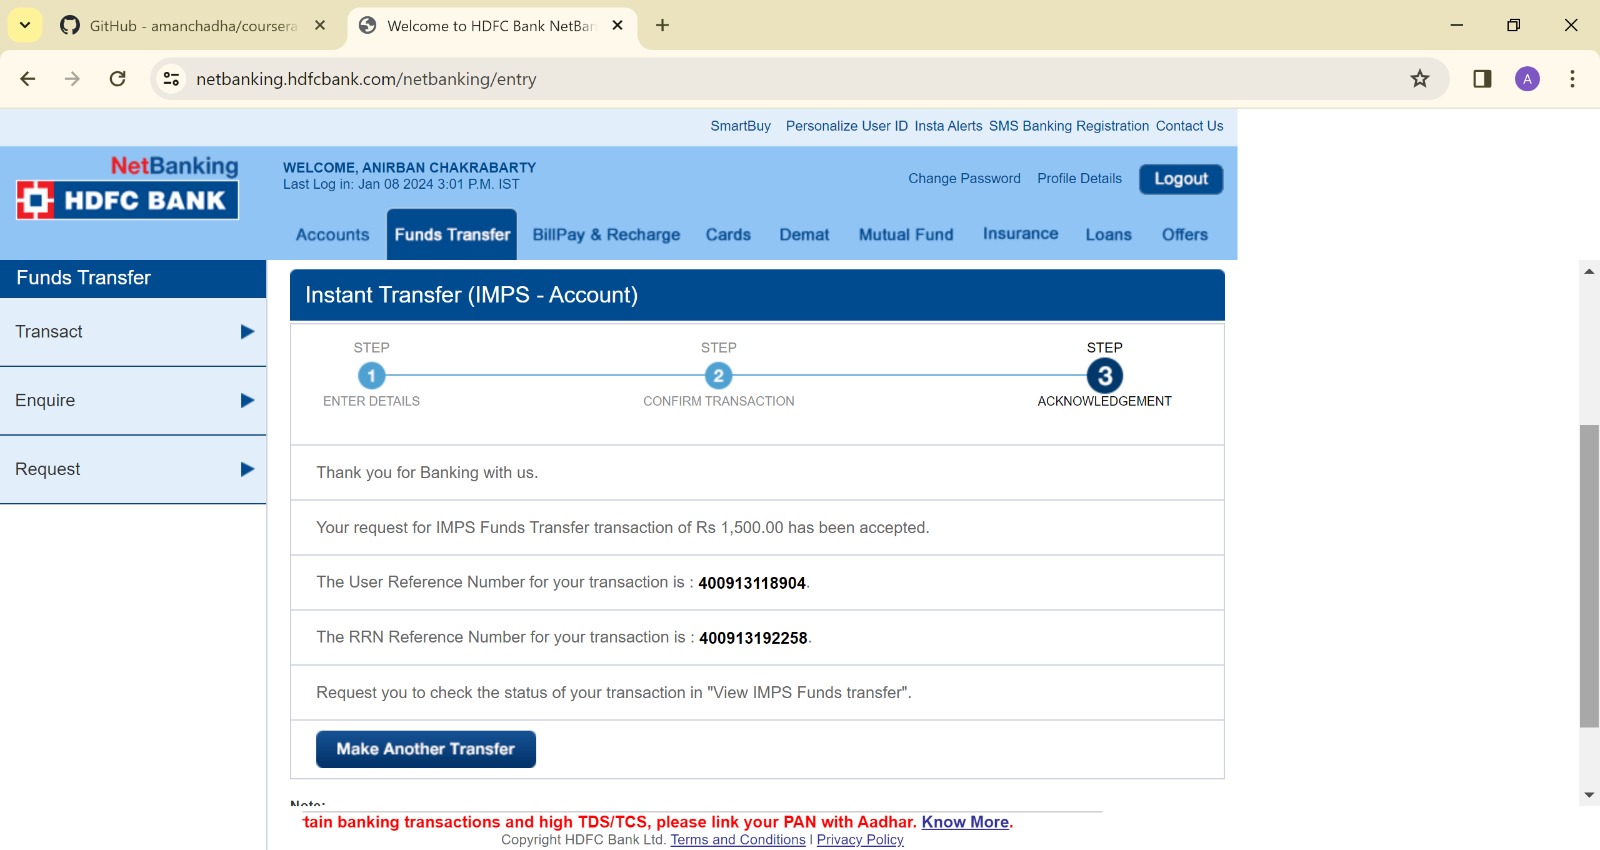 GitHub - amanchadha/coursera
Welcome to HDFC Bank NetBan
netbanking.hdfcbank.com/netbanking/entry
A
SmartBuy Personalize User ID Insta Alerts SMS Banking Registration Contact Us
NetBanking
HDFC BANK
WELCOME, ANIRBAN CHAKRABARTY
Last Log in: Jan 08 2024 3:01 P.M. IST
Change Password Profile Details Logout
Accounts Funds Transfer BillPay & Recharge Cards Demat Mutual Fund Insurance Loans Offers
Funds Transfer
Transact
Enquire
Request
Instant Transfer (IMPS - Account)
STEP STEP STEP
1 2 3
ENTER DETAILS CONFIRM TRANSACTION ACKNOWLEDGEMENT
Thank you for Banking with us.
Your request for IMPS Funds Transfer transaction of Rs 1,500.00 has been accepted.
The User Reference Number for your transaction is : 400913118904.
The RRN Reference Number for your transaction is : 400913192258.
Request you to check the status of your transaction in "View IMPS Funds transfer".
Make Another Transfer
Note:
tain banking transactions and high TDS/TCS, please link your PAN with Aadhar. Know More.
Copyright HDFC Bank Ltd. Terms and Conditions | Privacy Policy